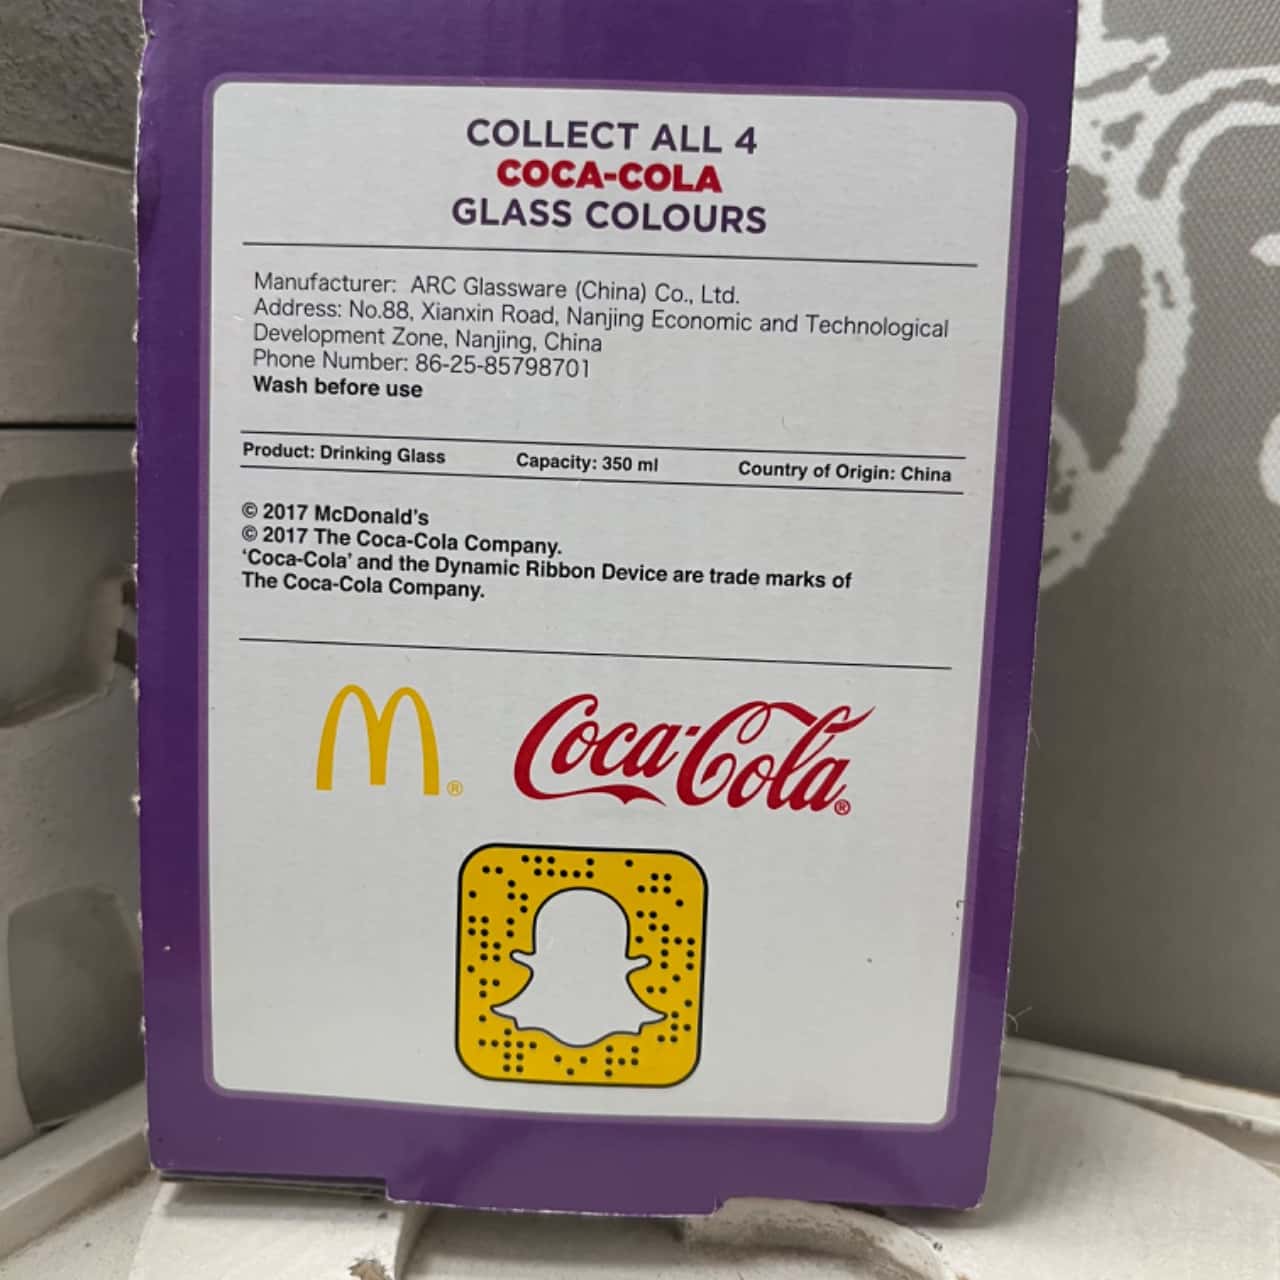 COLLECT ALL 4
COCA-COLA
GLASS COLOURS
Manufacturer: ARC Glassware (China) Co., Ltd.
Address: No.88, Xianxin Road, Nanjing Economic and Technological
Development Zone, Nanjing, China
Phone Number: 86-25-85798701
Wash before use
Product: Drinking Glass Capacity: 350 ml Country of Origin: China
© 2017 McDonald's
© 2017 The Coca-Cola Company.
‘Coca-Cola’ and the Dynamic Ribbon Device are trade marks of
The Coca-Cola Company.
M® Coca-Cola®